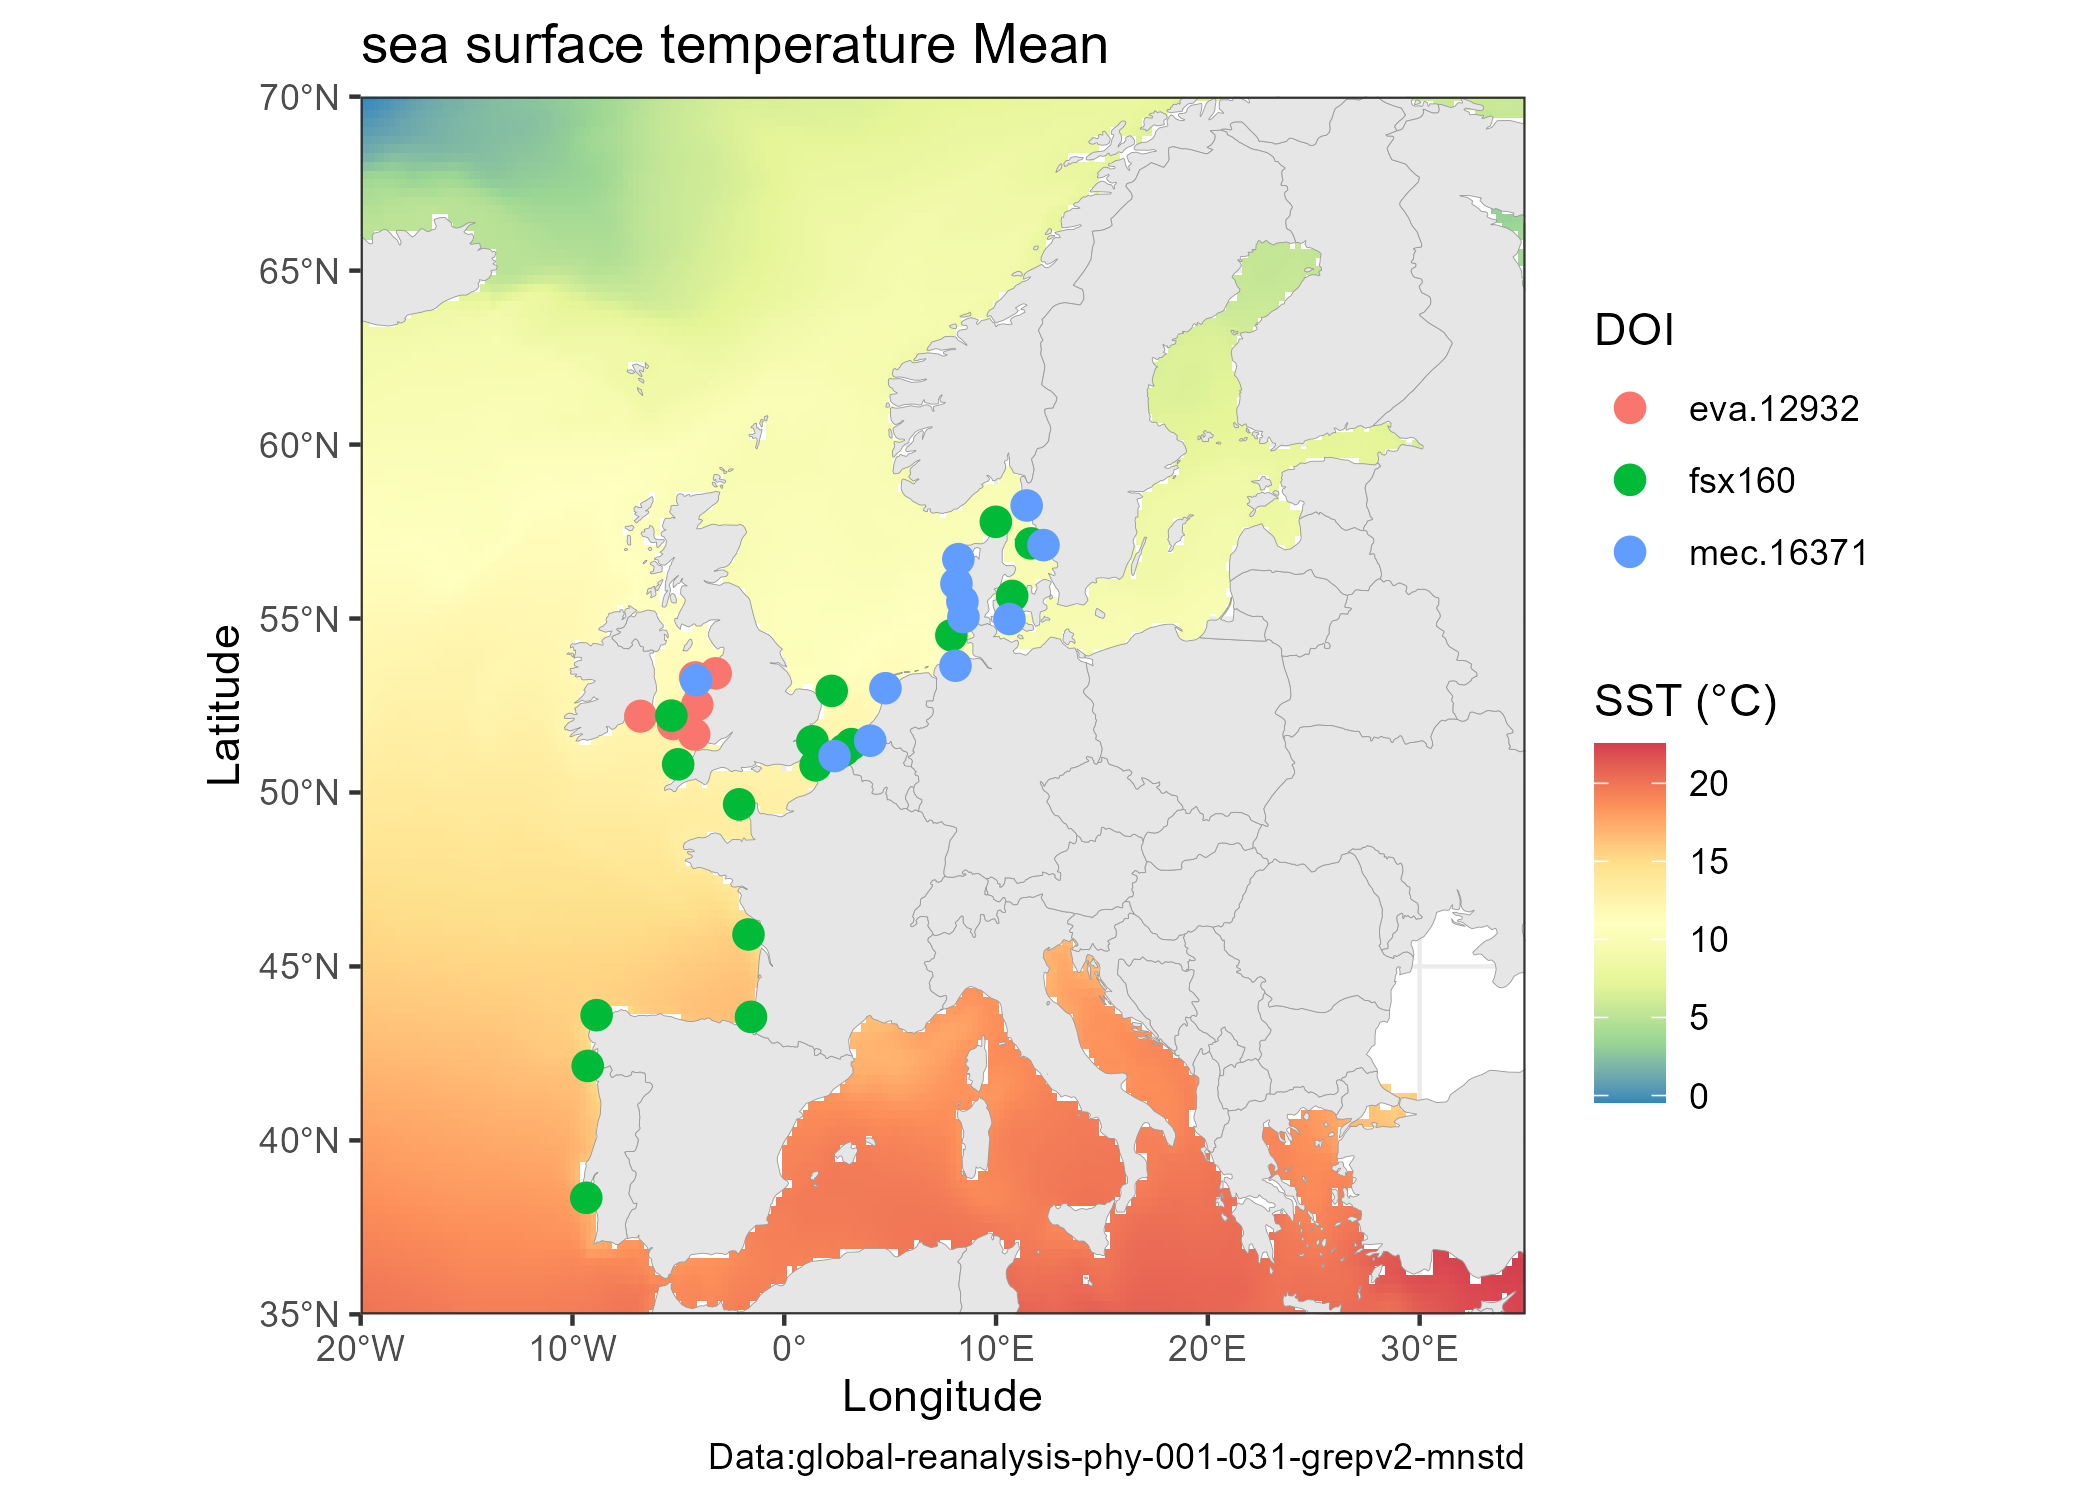 sea surface temperature Mean
70°N
65°N
60°N
55°N
50°N
45°N
40°N
35°N
20°W
10°W
0°
10°E
20°E
30°E
Latitude
Longitude
Data:global-reanalysis-phy-001-031-grepv2-mnstd
DOI
eva.12932
fsx160
mec.16371
SST (°C)
20
15
10
5
0